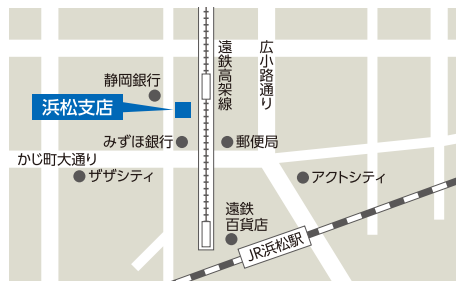 静岡銀行
浜松支店
遠鉄高架線
広小路通り
みずほ銀行
郵便局
かじ町大通り
ザザシティ
アクトシティ
遠鉄
百貨店
JR浜松駅